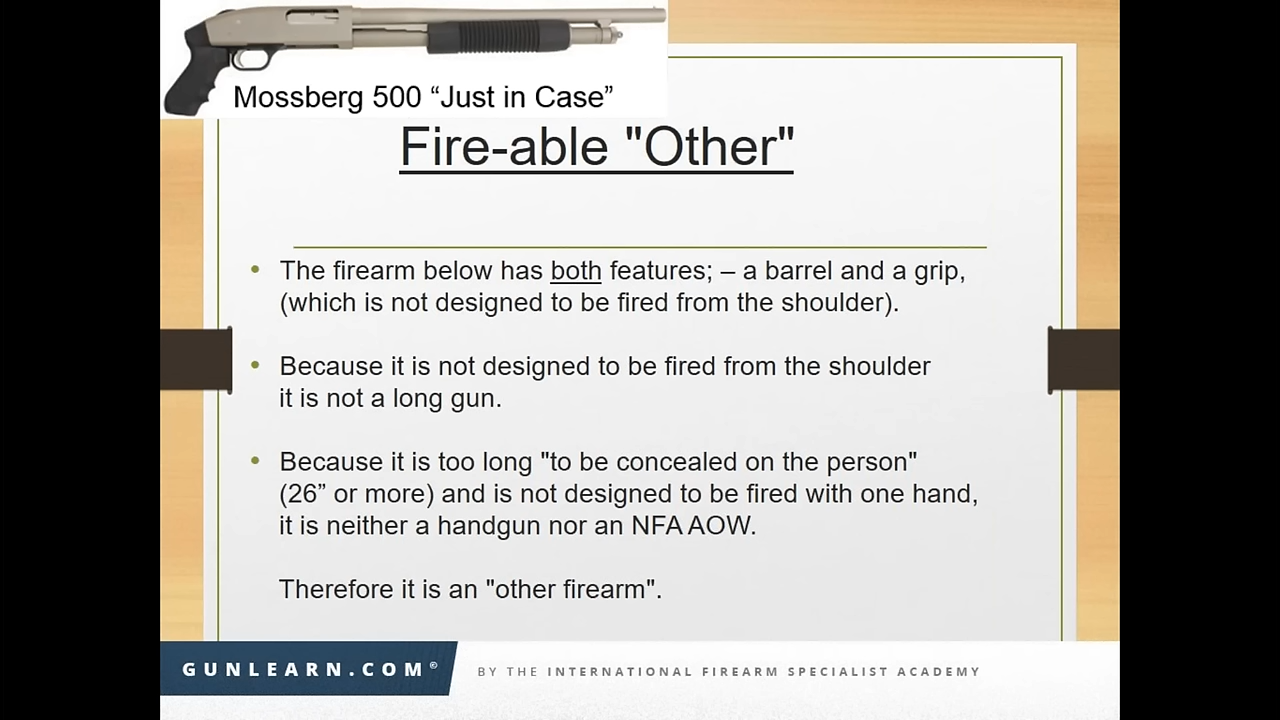 Mossberg 500 “Just in Case”
Fire-able "Other"
• The firearm below has both features; – a barrel and a grip,
(which is not designed to be fired from the shoulder).
• Because it is not designed to be fired from the shoulder
it is not a long gun.
• Because it is too long "to be concealed on the person"
(26” or more) and is not designed to be fired with one hand,
it is neither a handgun nor an NFA AOW.
Therefore it is an "other firearm".
GUNLEARN.COM© BY THE INTERNATIONAL FIREARM SPECIALIST ACADEMY